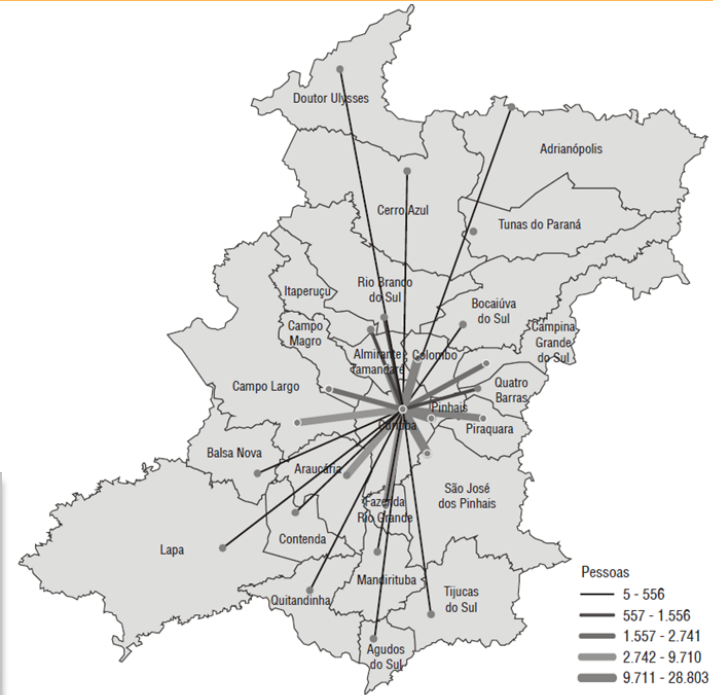 Doutor Ulysses
Adrianópolis
Cerro Azul
Tunas do Paraná
Itaperuçu
Rio Branco
do Sul
Bocaiúva
do Sul
Campina
Grande
do Sul
Campo
Magro
Almirante
Tamandaré
Colombo
Campo Largo
Quatro
Barras
Pinhais
Curitiba
Piraquara
Balsa Nova
Araucária
São José
dos Pinhais
Fazenda
Rio Grande
Contenda
Lapa
Mandirituba
Quitandinha
Tijucas
do Sul
Agudos
do Sul
Pessoas
5 - 556
557 - 1.556
1.557 - 2.741
2.742 - 9.710
9.711 - 28.803